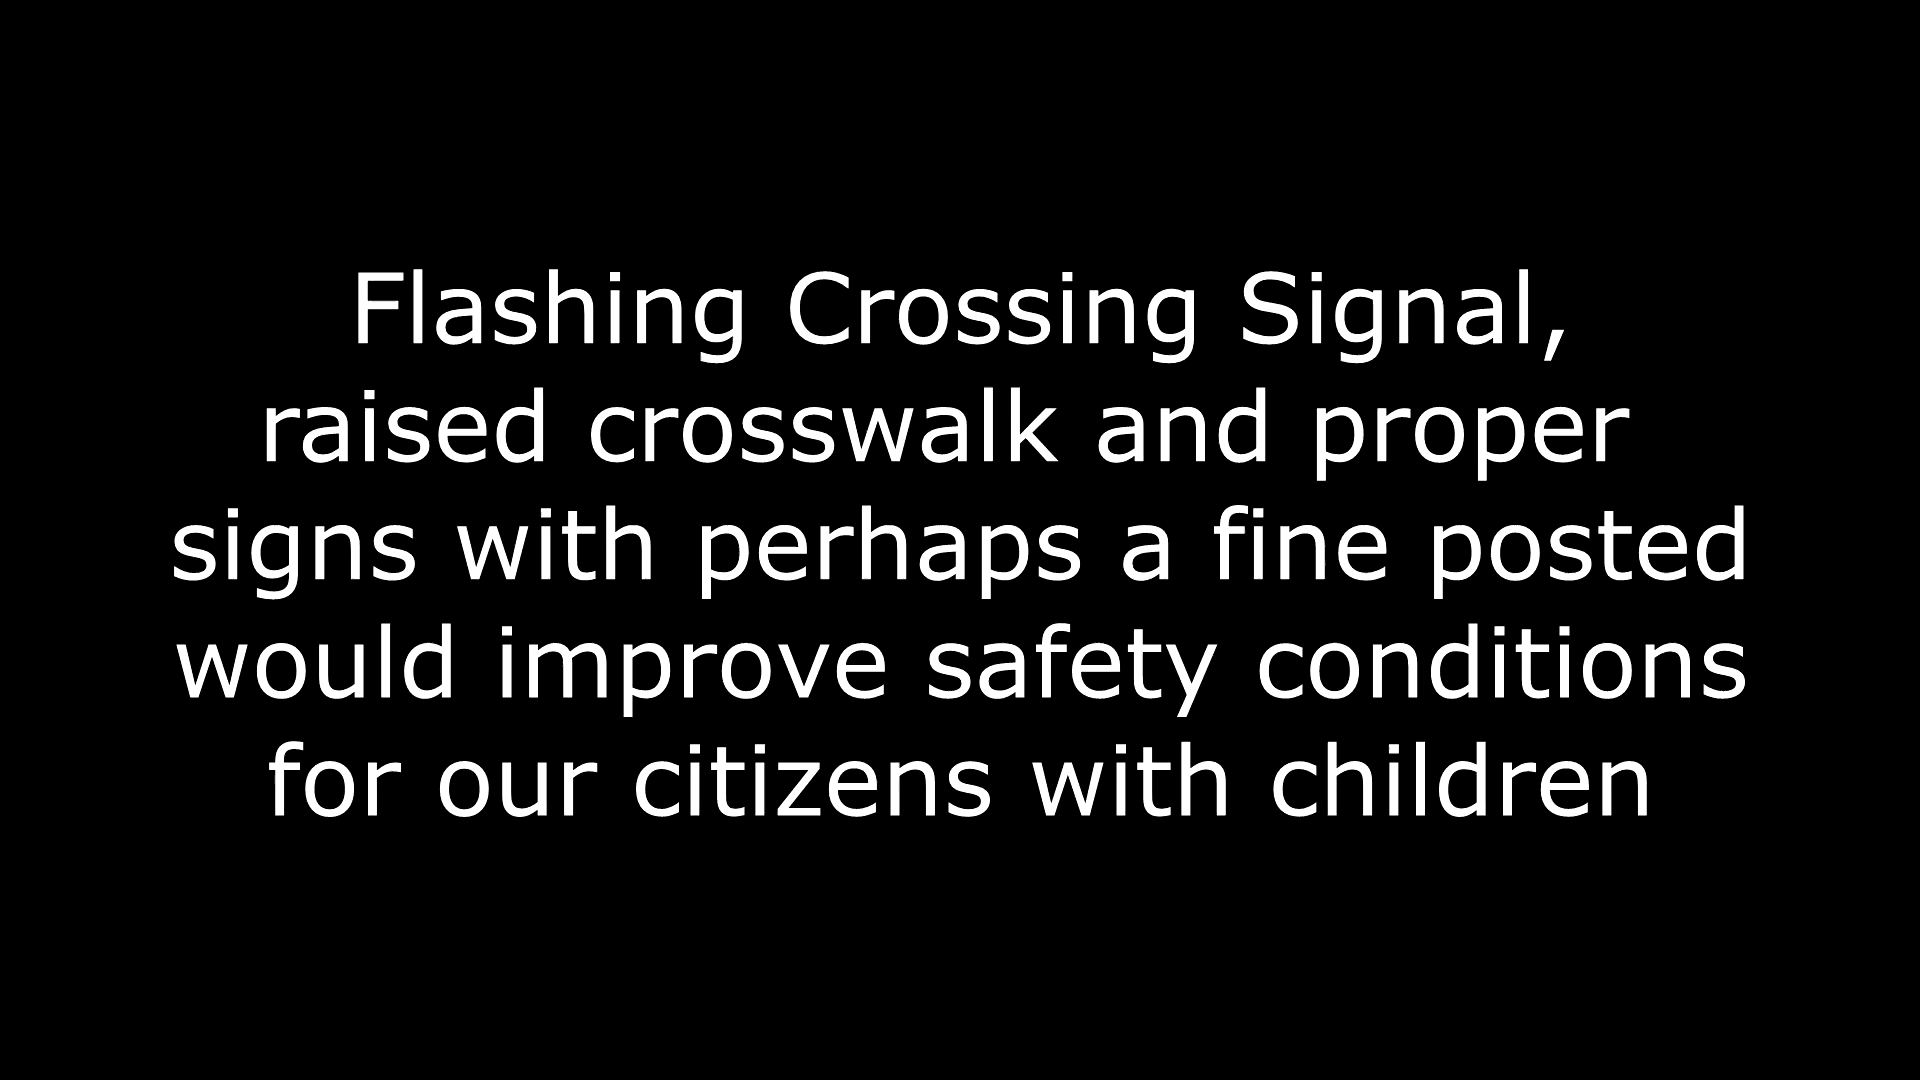 Flashing Crossing Signal,
raised crosswalk and proper
signs with perhaps a fine posted
would improve safety conditions
for our citizens with children